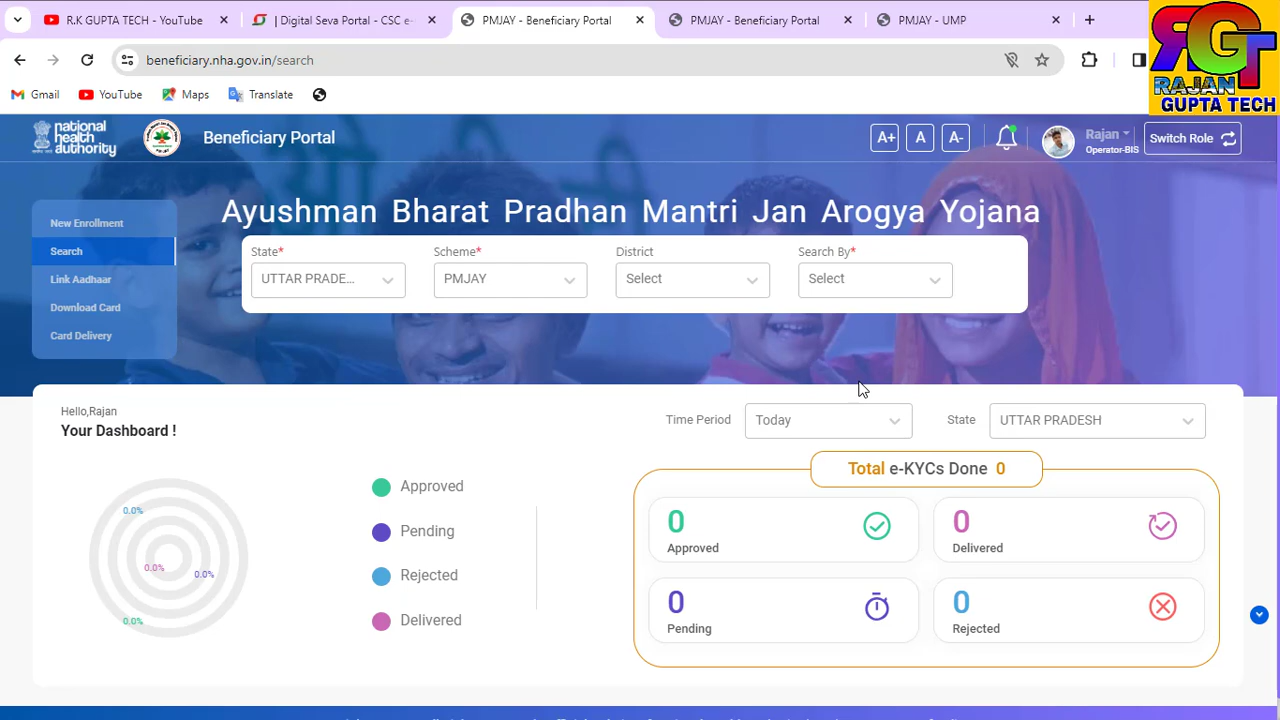 R.K GUPTA TECH - YouTube
| Digital Seva Portal - CSC e-
PMJAY - Beneficiary Portal
PMJAY - Beneficiary Portal
PMJAY - UMP
beneficiary.nha.gov.in/search
Gmail
YouTube
Maps
Translate
RGT
RAJAN
GUPTA TECH
national
health
authority
Beneficiary Portal
A+
A
A-
Rajan
Operator-BIS
Switch Role
New Enrollment
Search
Link Aadhaar
Download Card
Card Delivery
Ayushman Bharat Pradhan Mantri Jan Arogya Yojana
State*
Scheme*
District
Search By*
UTTAR PRADE...
PMJAY
Select
Select
Hello,Rajan
Your Dashboard !
Time Period
Today
State
UTTAR PRADESH
0.0%
0.0%
0.0%
0.0%
Approved
Pending
Rejected
Delivered
Total e-KYCs Done 0
0
Approved
0
Delivered
0
Pending
0
Rejected